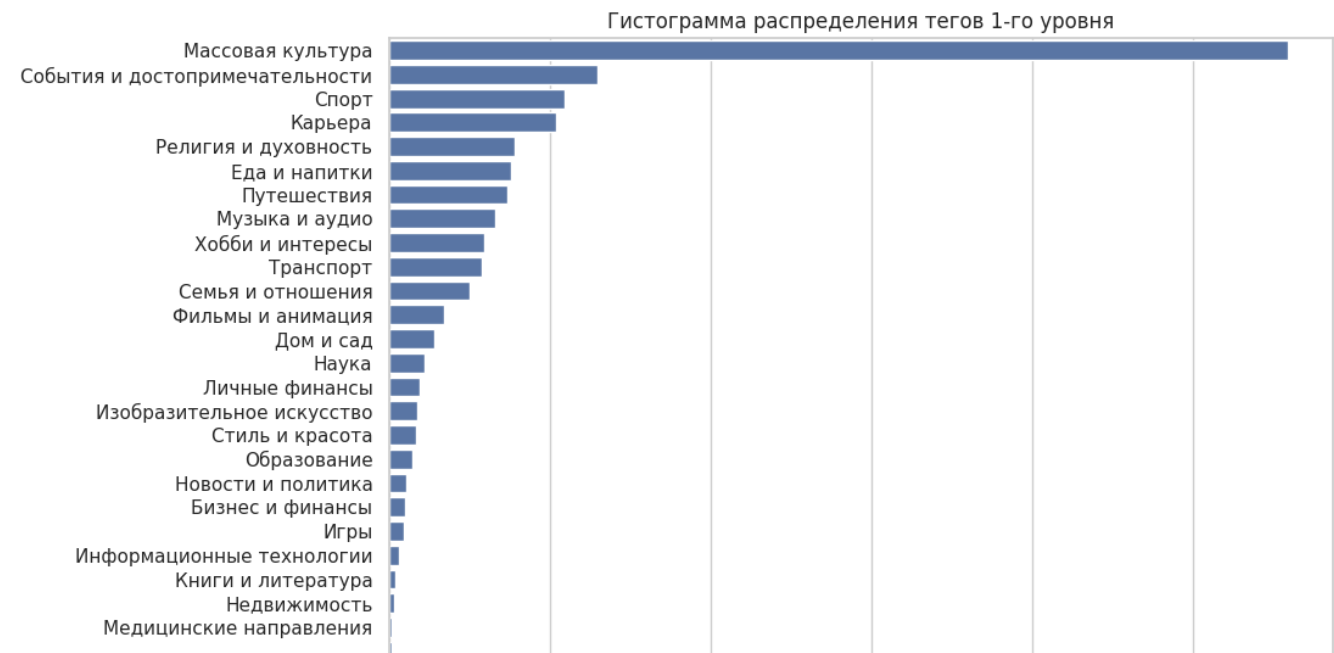 Гистограмма распределения тегов 1-го уровня
Массовая культура
События и достопримечательности
Спорт
Карьера
Религия и духовность
Еда и напитки
Путешествия
Музыка и аудио
Хобби и интересы
Транспорт
Семья и отношения
Фильмы и анимация
Дом и сад
Наука
Личные финансы
Изобразительное искусство
Стиль и красота
Образование
Новости и политика
Бизнес и финансы
Игры
Информационные технологии
Книги и литература
Недвижимость
Медицинские направления